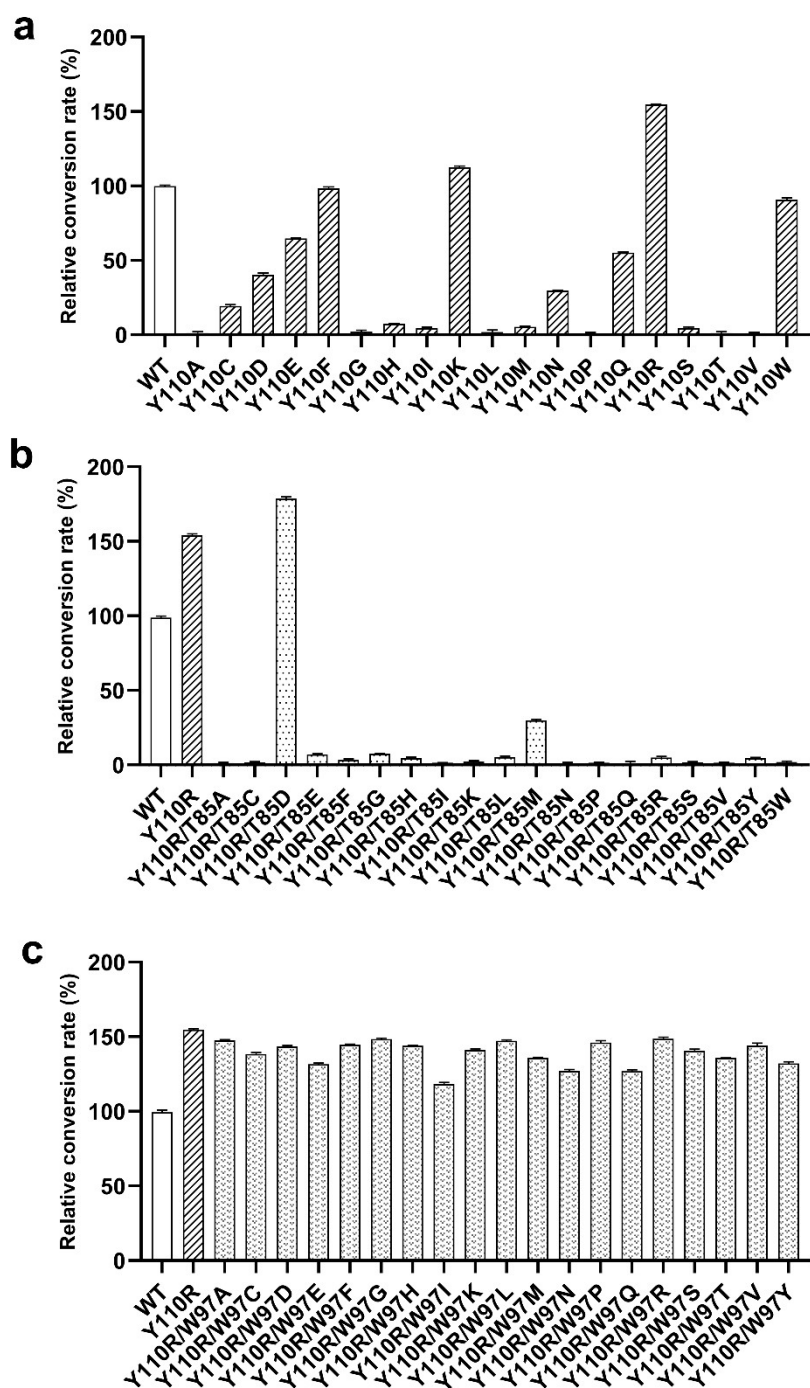 a
Relative conversion rate (%)
200
150
100
50
0
WT
Y110A
Y110C
Y110D
Y110E
Y110F
Y110G
Y110H
Y110I
Y110K
Y110L
Y110M
Y110N
Y110P
Y110Q
Y110R
Y110S
Y110T
Y110V
Y110W
b
Relative conversion rate (%)
200
150
100
50
0
WT
Y110R
Y110R/T85A
Y110R/T85C
Y110R/T85D
Y110R/T85E
Y110R/T85F
Y110R/T85G
Y110R/T85H
Y110R/T85I
Y110R/T85K
Y110R/T85L
Y110R/T85M
Y110R/T85N
Y110R/T85P
Y110R/T85Q
Y110R/T85R
Y110R/T85S
Y110R/T85V
Y110R/T85Y
Y110R/T85W
c
Relative conversion rate (%)
200
150
100
50
0
WT
Y110R
Y110R/W97A
Y110R/W97C
Y110R/W97D
Y110R/W97E
Y110R/W97F
Y110R/W97G
Y110R/W97H
Y110R/W97I
Y110R/W97K
Y110R/W97L
Y110R/W97M
Y110R/W97N
Y110R/W97P
Y110R/W97Q
Y110R/W97R
Y110R/W97S
Y110R/W97T
Y110R/W97V
Y110R/W97Y